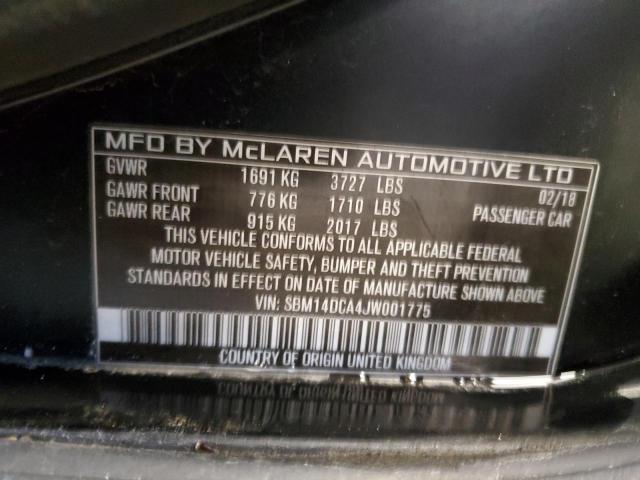 MFD BY McLAREN AUTOMOTIVE LTD
GVWR 1691 KG 3727 LBS 02/18
GAWR FRONT 776 KG 1710 LBS PASSENGER CAR
GAWR REAR 915 KG 2017 LBS
THIS VEHICLE CONFORMS TO ALL APPLICABLE FEDERAL
MOTOR VEHICLE SAFETY, BUMPER AND THEFT PREVENTION
STANDARDS IN EFFECT ON DATE OF MANUFACTURE SHOWN ABOVE
VIN: SBM14DCA4JW001775
COUNTRY OF ORIGIN UNITED KINGDOM